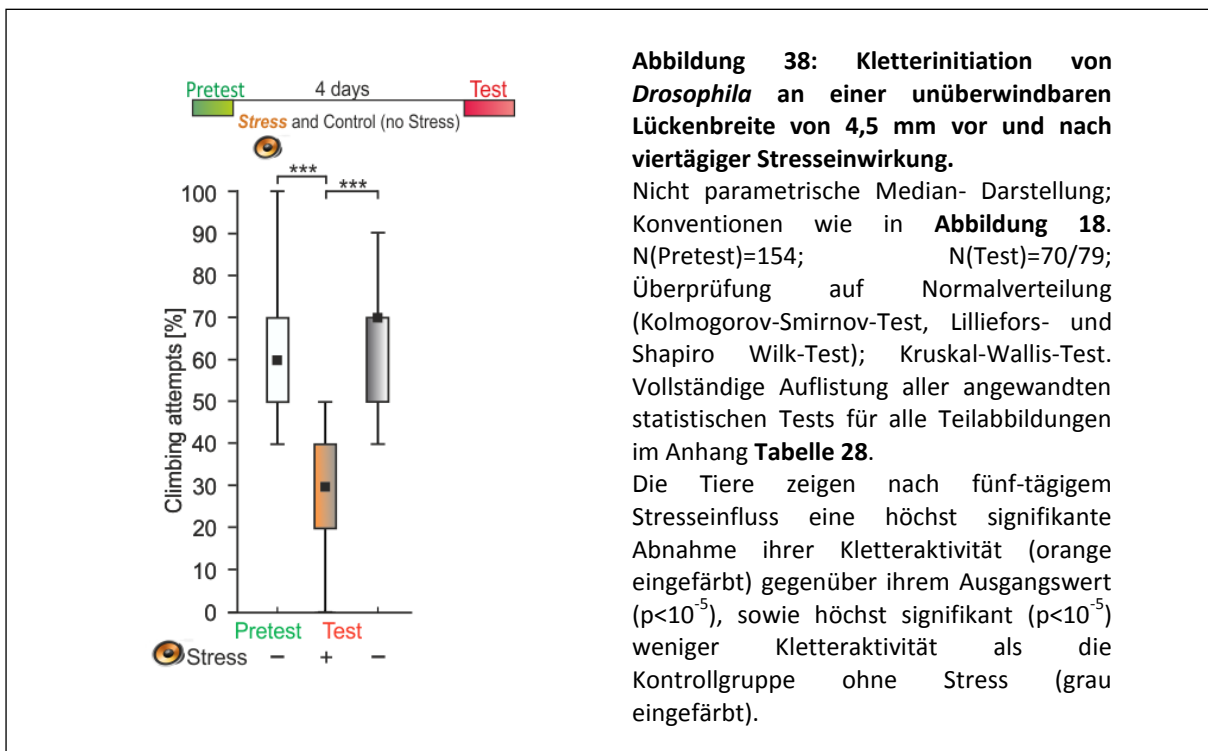 Pretest 4 days Test
Stress and Control (no Stress)
*** ***
100
90
80
70
60
50
40
30
20
10
0
Climbing attempts [%]
Pretest Test
Stress – + –
Abbildung 38: Kletterinitiation von
Drosophila an einer unüberwindbaren
Lückenbreite von 4,5 mm vor und nach
viertägiger Stresseinwirkung.
Nicht parametrische Median- Darstellung;
Konventionen wie in Abbildung 18.
N(Pretest)=154; N(Test)=70/79;
Überprüfung auf Normalverteilung
(Kolmogorov-Smirnov-Test, Lilliefors- und
Shapiro Wilk-Test); Kruskal-Wallis-Test.
Vollständige Auflistung aller angewandten
statistischen Tests für alle Teilabbildungen
im Anhang Tabelle 28.
Die Tiere zeigen nach fünf-tägigem
Stresseinfluss eine höchst signifikante
Abnahme ihrer Kletteraktivität (orange
eingefärbt) gegenüber ihrem Ausgangswert
(p<10⁻⁵), sowie höchst signifikant (p<10⁻⁵)
weniger Kletteraktivität als die
Kontrollgruppe ohne Stress (grau
eingefärbt).